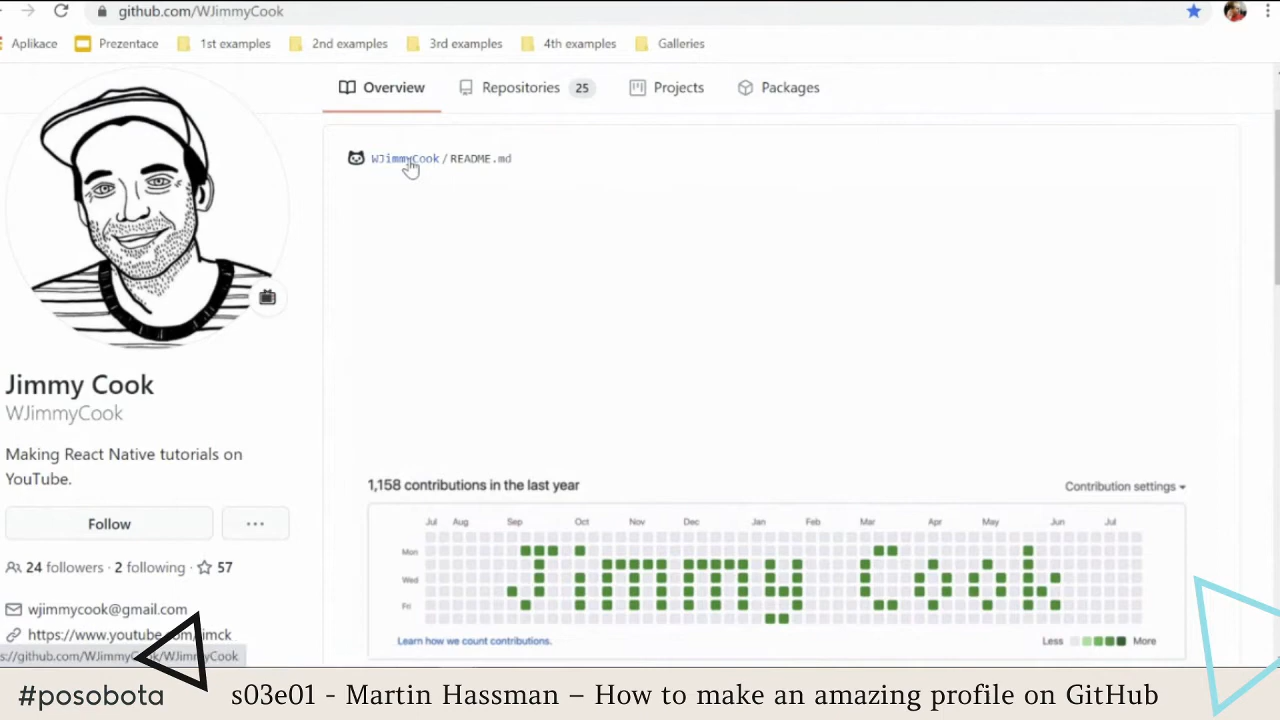 github.com/WJimmyCook
Aplikace
Prezentace
1st examples
2nd examples
3rd examples
4th examples
Galleries
Overview
Repositories 25
Projects
Packages
WJimmyCook/README.md
Jimmy Cook
WJimmyCook
Making React Native tutorials on
YouTube.
Follow
24 followers · 2 following · 57
wjimmycook@gmail.com
1,158 contributions in the last year
Contribution settings
Jul Aug Sep Oct Nov Dec Jan Feb Mar Apr May Jun Jul
Mon
Wed
Fri
Jimmy Cook
Learn how we count contributions.
Less More
#posobota
s03e01 - Martin Hassman – How to make an amazing profile on GitHub